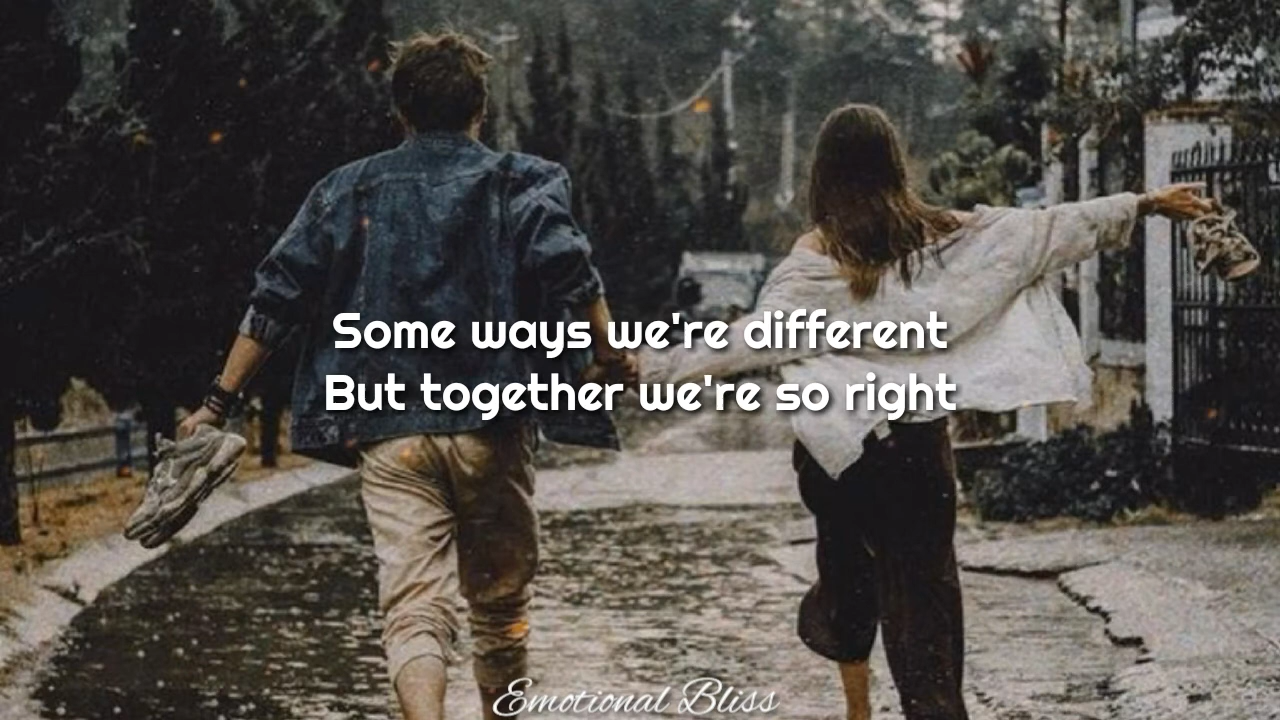 Some ways we're different
But together we're so right
Emotional Bliss